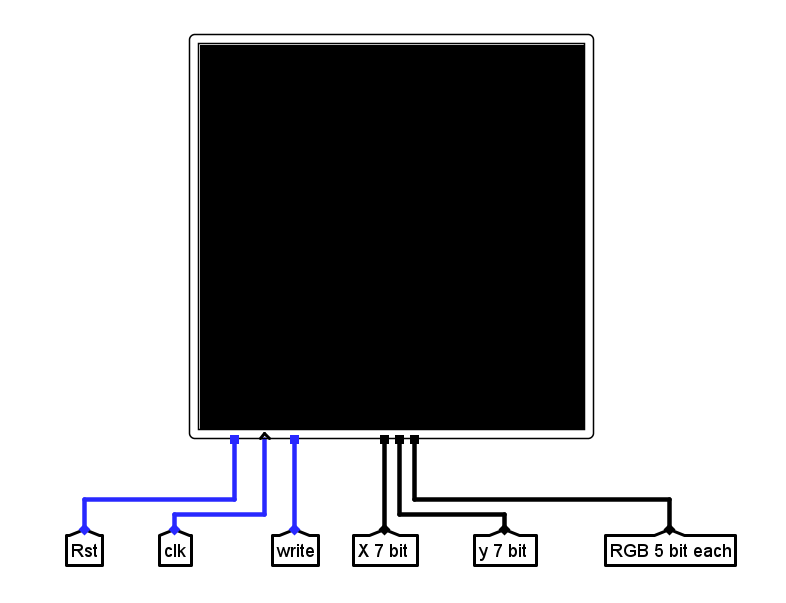 Rst
clk
write
X 7 bit
y 7 bit
RGB 5 bit each